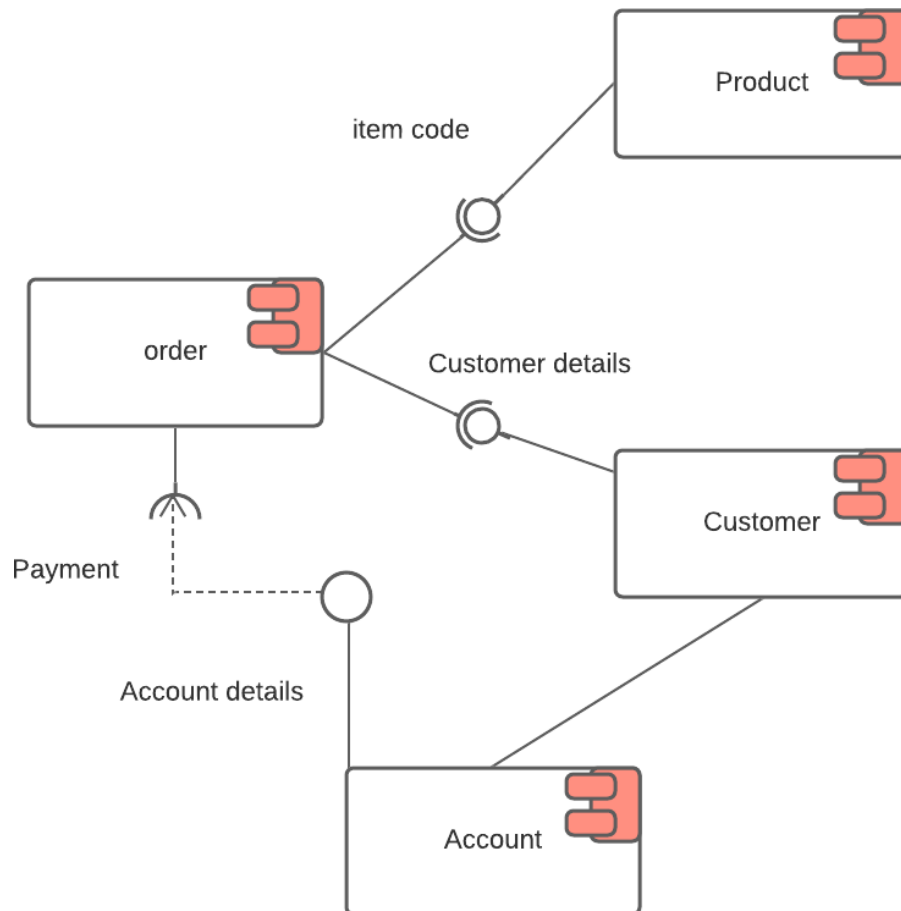 Product
item code
order
Customer details
Customer
Payment
Account details
Account